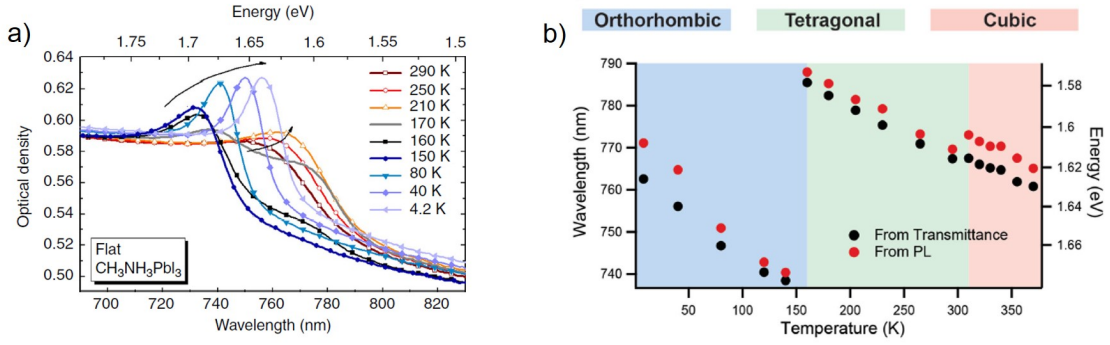 a)
Energy (eV)
1.75 1.7 1.65 1.6 1.55 1.5
0.64
0.62
0.60
0.58
0.56
0.54
0.52
0.50
Optical density
290 K
250 K
210 K
170 K
160 K
150 K
80 K
40 K
4.2 K
Flat
CH₃NH₃PbI₃
700 720 740 760 780 800 820
Wavelength (nm)
b)
Orthorhombic Tetragonal Cubic
790
780
770
760
750
740
Wavelength (nm)
1.58
1.6
1.62
1.64
1.66
Energy (eV)
From Transmittance
From PL
50 100 150 200 250 300 350
Temperature (K)